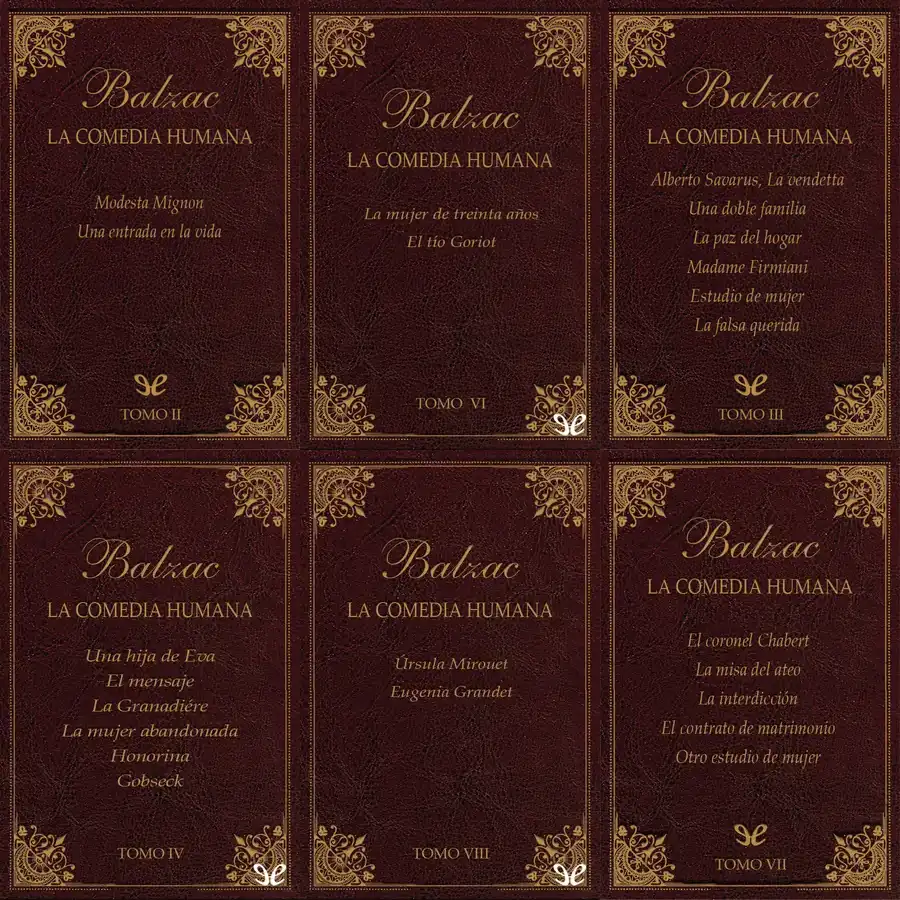 Balzac
LA COMEDIA HUMANA
Modesta Mignon
Una entrada en la vida
TOMO II
Balzac
LA COMEDIA HUMANA
La mujer de treinta años
El tío Goriot
TOMO VI
Balzac
LA COMEDIA HUMANA
Alberto Savarus, La vendetta
Una doble familia
La paz del hogar
Madame Firmiani
Estudio de mujer
La falsa querida
TOMO III
Balzac
LA COMEDIA HUMANA
Una hija de Eva
El mensaje
La Granadiére
La mujer abandonada
Honorina
Gobseck
TOMO IV
Balzac
LA COMEDIA HUMANA
Úrsula Mirouet
Eugenia Grandet
TOMO VIII
Balzac
LA COMEDIA HUMANA
El coronel Chabert
La misa del ateo
La interdicción
El contrato de matrimonio
Otro estudio de mujer
TOMO VII